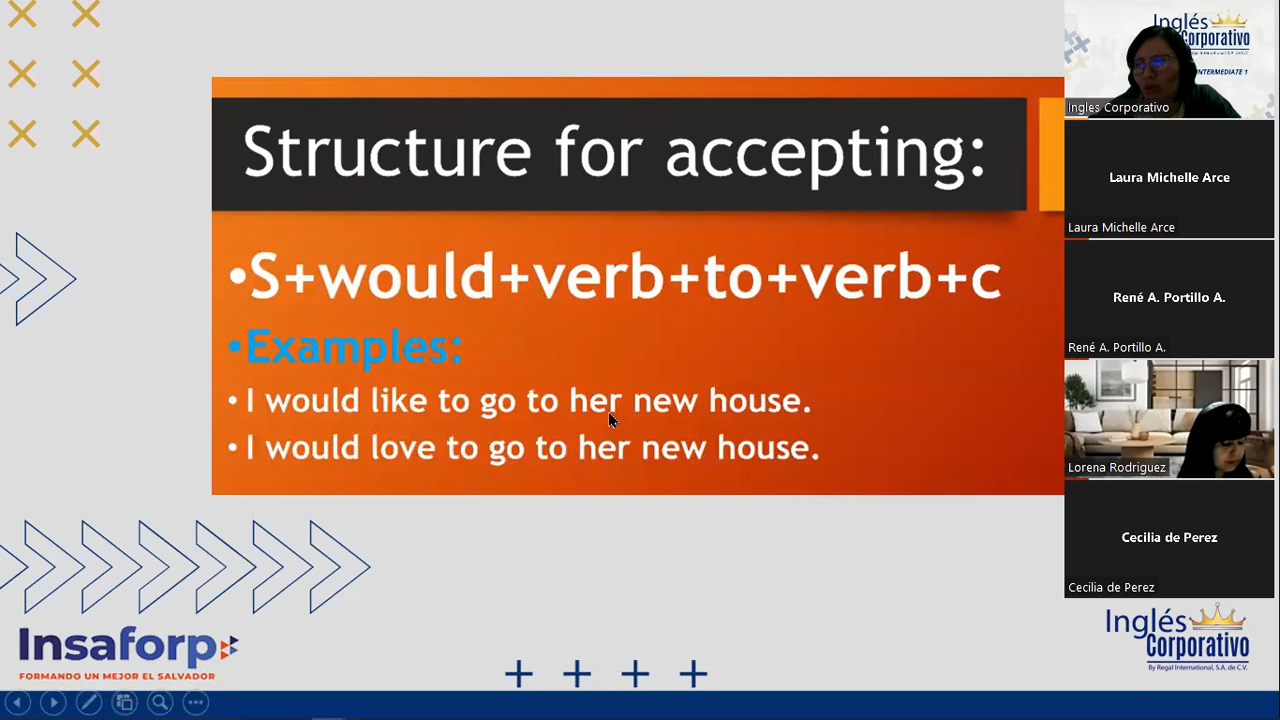 Structure for accepting:
•S+would+verb+to+verb+c
•Examples:
•I would like to go to her new house.
•I would love to go to her new house.
Insaforp
FORMANDO UN MEJOR EL SALVADOR
Inglés
Corporativo
INTERMEDIATE 1
Ingles Corporativo
Laura Michelle Arce
Laura Michelle Arce
René A. Portillo A.
René A. Portillo A.
Lorena Rodriguez
Cecilia de Perez
Cecilia de Perez
Inglés
Corporativo
By Regal International, S.A. de C.V.